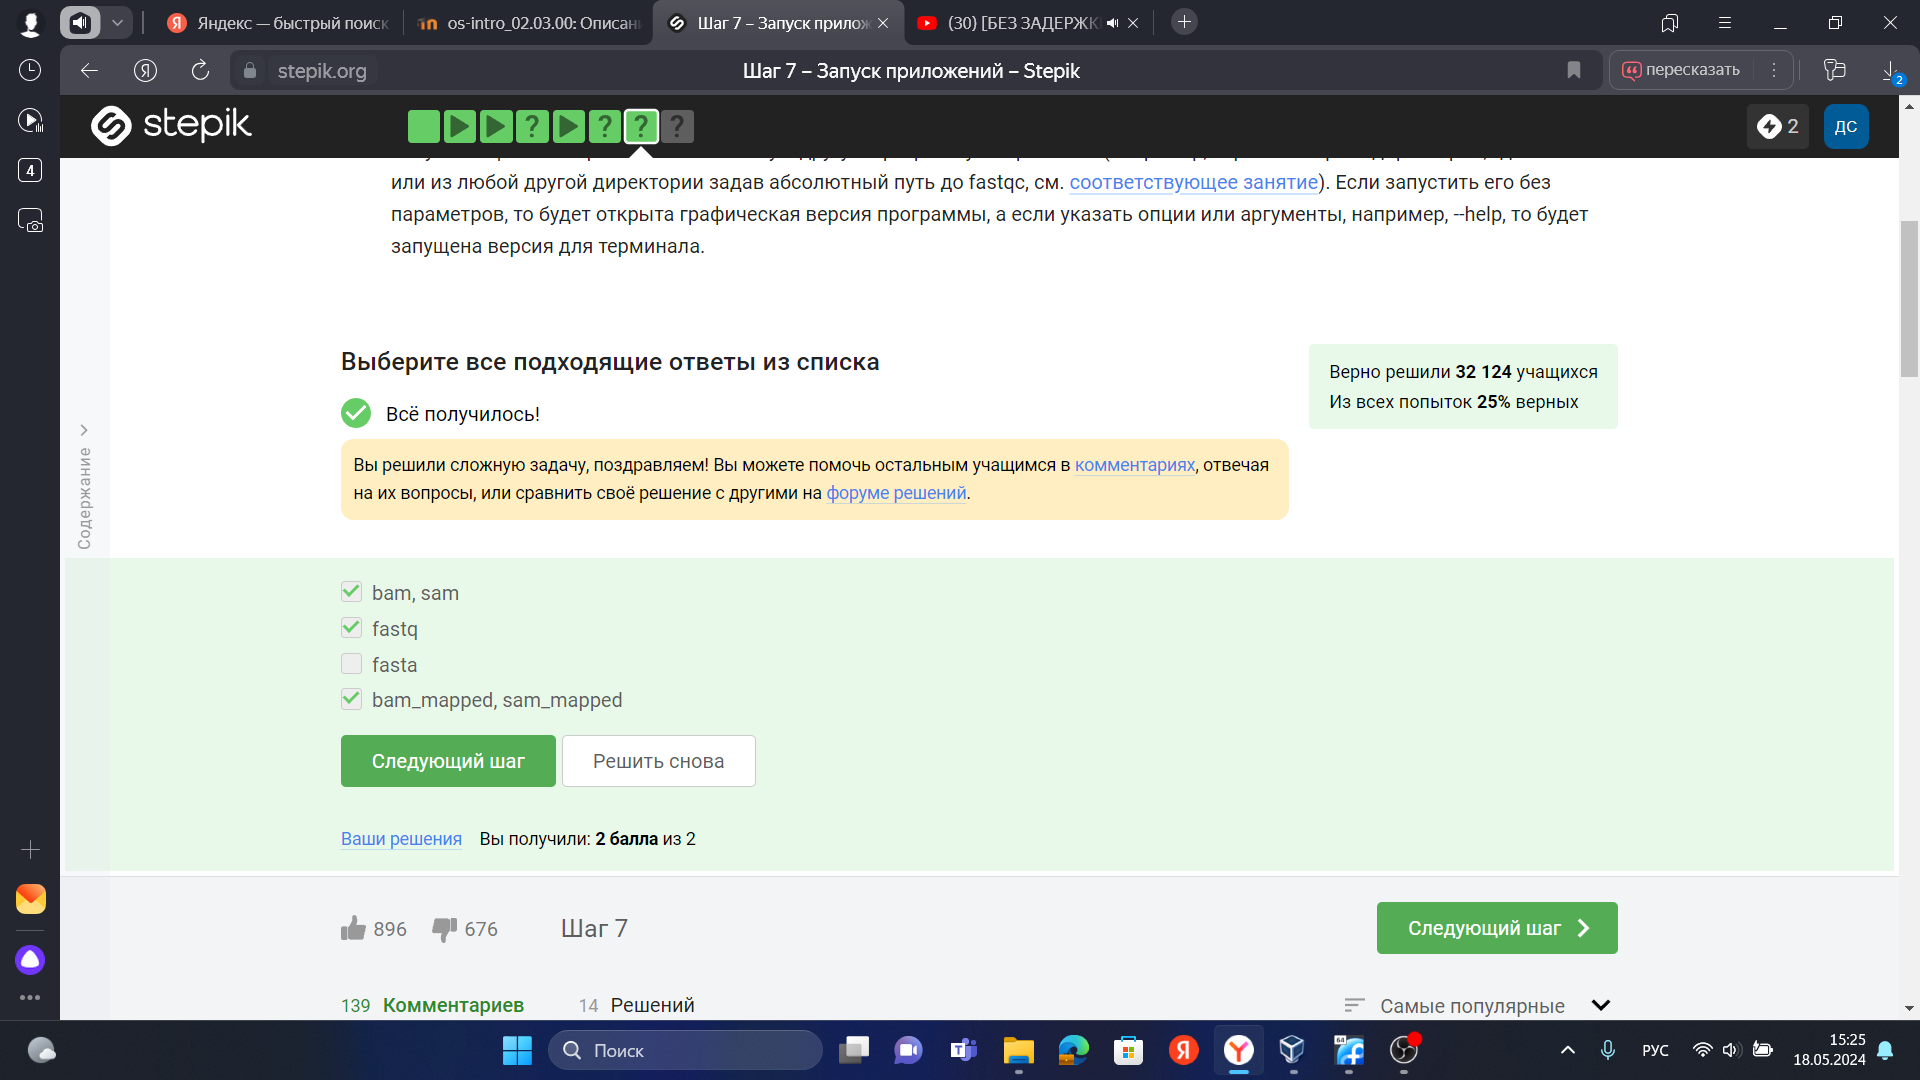 Яндекс — быстрый поиск
os-intro_02.03.00: Описани
Шаг 7 – Запуск прилож
(30) [БЕЗ ЗАДЕРЖК
stepik.org
Шаг 7 – Запуск приложений – Stepik
пересказать
2
4
stepik
2
ДС
или из любой другой директории задав абсолютный путь до fastqc, см. соответствующее занятие). Если запустить его без
параметров, то будет открыта графическая версия программы, а если указать опции или аргументы, например, --help, то будет
запущена версия для терминала.
Выберите все подходящие ответы из списка
Верно решили 32 124 учащихся
Из всех попыток 25% верных
Всё получилось!
Вы решили сложную задачу, поздравляем! Вы можете помочь остальным учащимся в комментариях, отвечая
на их вопросы, или сравнить своё решение с другими на форуме решений.
Содержание
bam, sam
fastq
fasta
bam_mapped, sam_mapped
Следующий шаг
Решить снова
Ваши решения Вы получили: 2 балла из 2
896
676
Шаг 7
Следующий шаг
139 Комментариев
14 Решений
Самые популярные
Поиск
64
РУС
15:25
18.05.2024